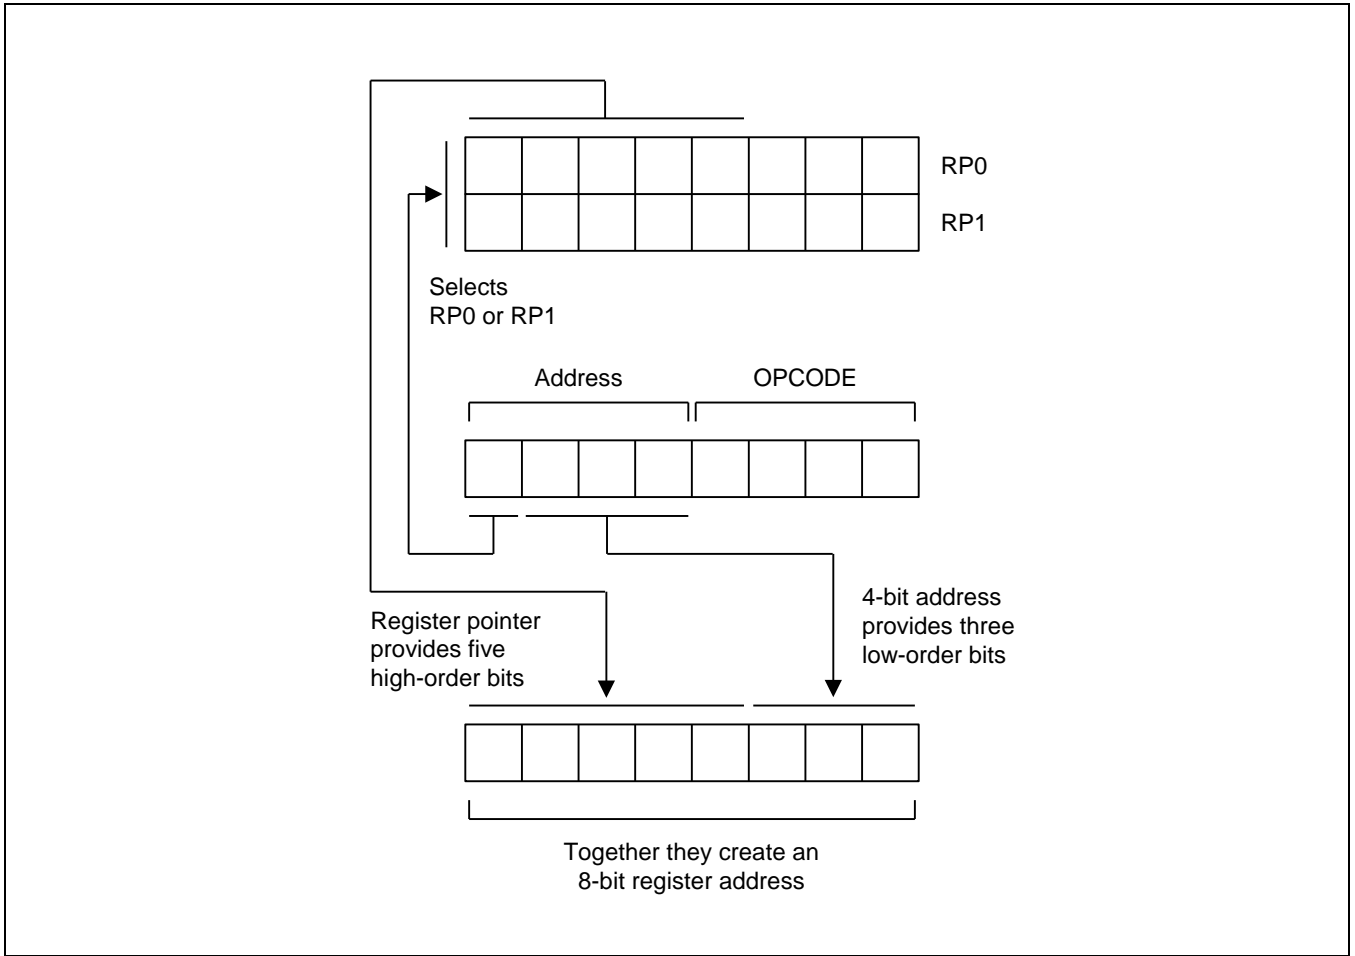 RP0
RP1
Selects
RP0 or RP1
Address
OPCODE
Register pointer
provides five
high-order bits
4-bit address
provides three
low-order bits
Together they create an
8-bit register address